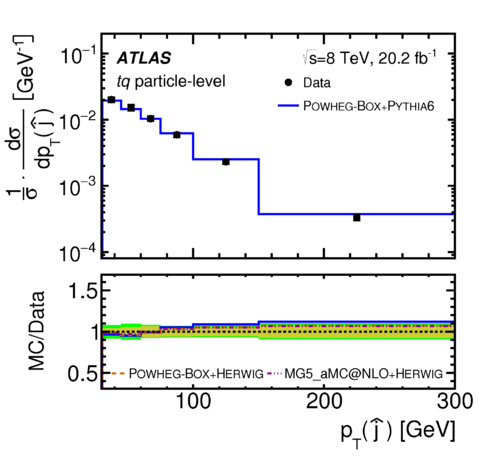 ATLAS
√s=8 TeV, 20.2 fb⁻¹
tq particle-level
Data
POWHEG-BOX+PYTHIA6
1/σ · dσ/dp_T(ĵ) [GeV⁻¹]
10⁻¹
10⁻²
10⁻³
10⁻⁴
MC/Data
1.5
1
0.5
POWHEG-BOX+HERWIG
MG5_aMC@NLO+HERWIG
100 200 300
p_T(ĵ) [GeV]